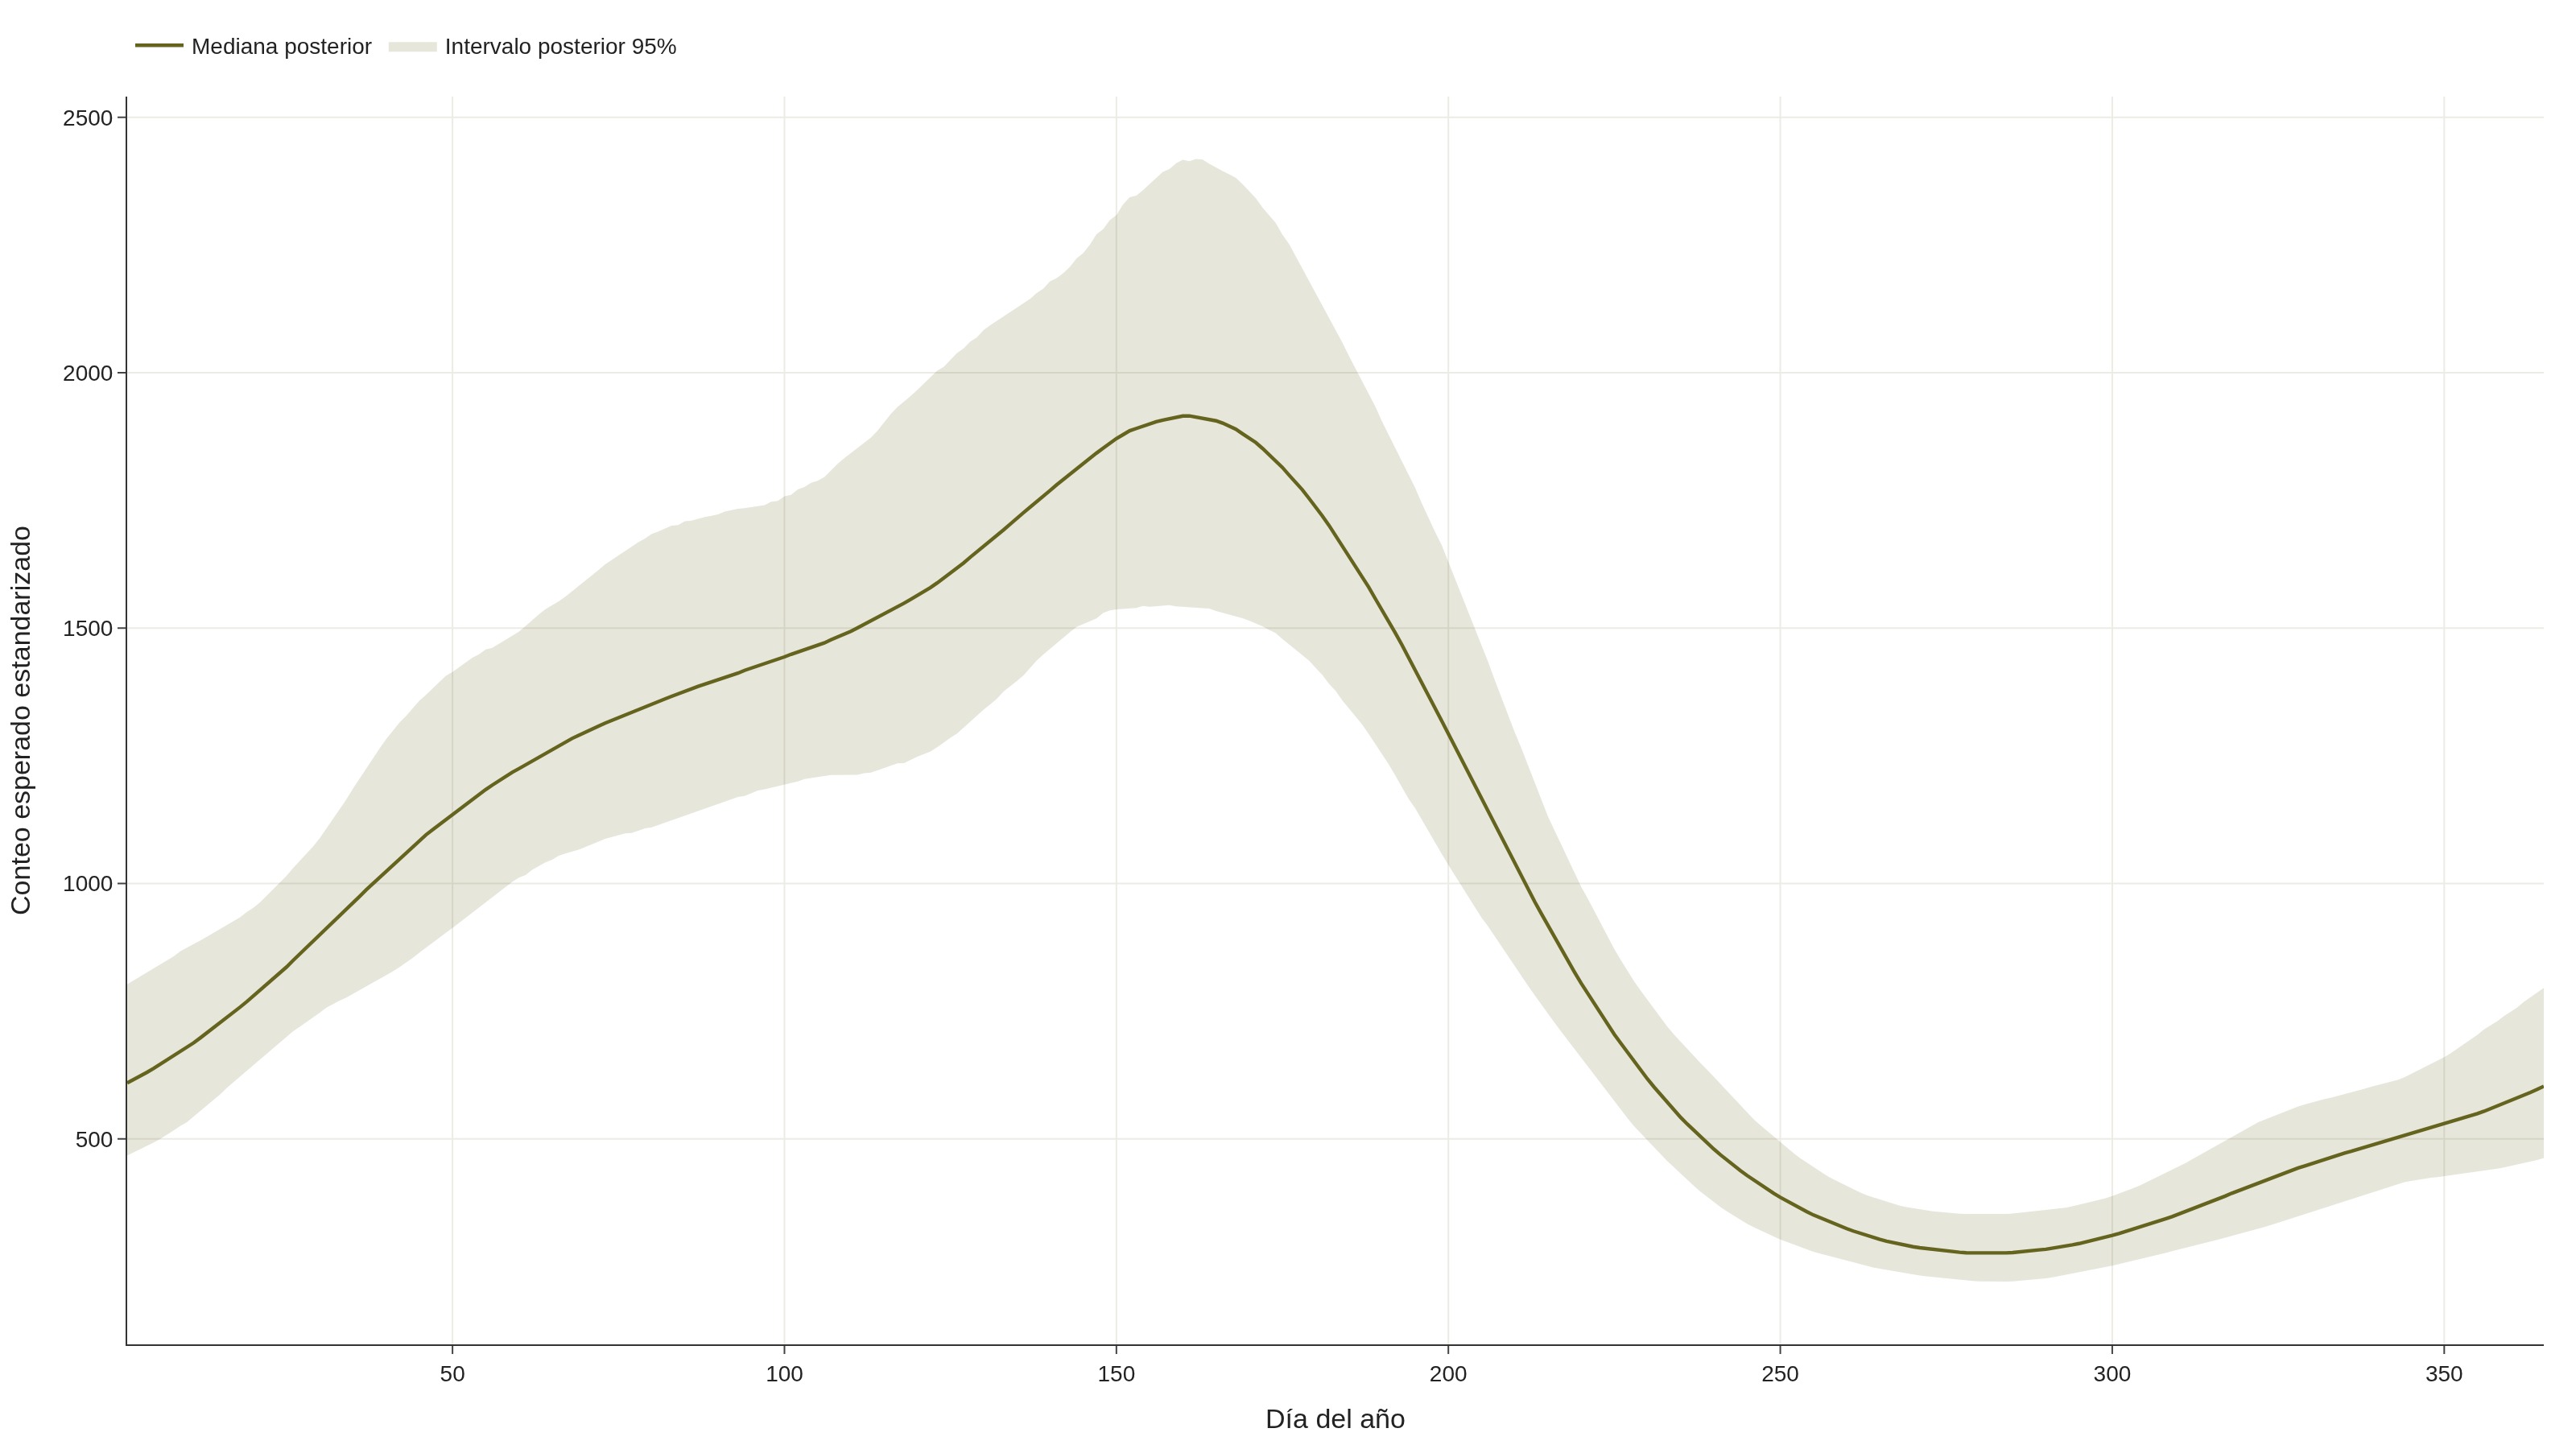 Mediana posterior Intervalo posterior 95%
Conteo esperado estandarizado
2500
2000
1500
1000
500
50 100 150 200 250 300 350
Día del año